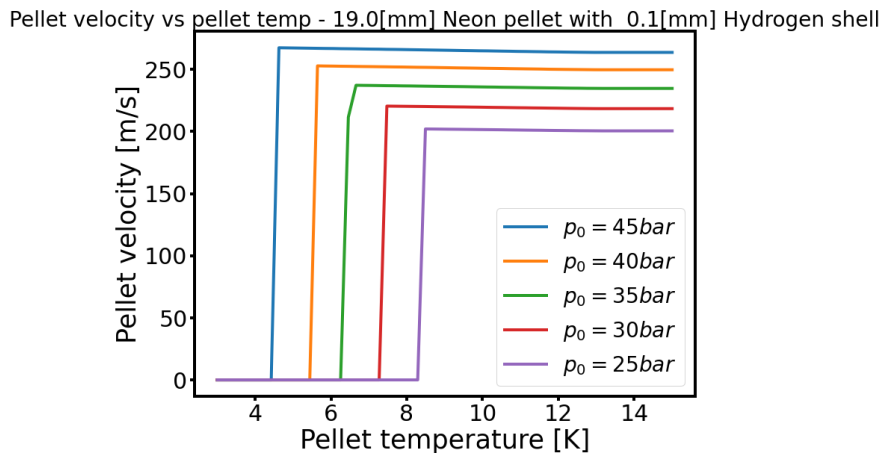 Pellet velocity vs pellet temp - 19.0[mm] Neon pellet with  0.1[mm] Hydrogen shell
Pellet velocity [m/s]
250
200
150
100
50
0
p₀ = 45bar
p₀ = 40bar
p₀ = 35bar
p₀ = 30bar
p₀ = 25bar
4 6 8 10 12 14
Pellet temperature [K]